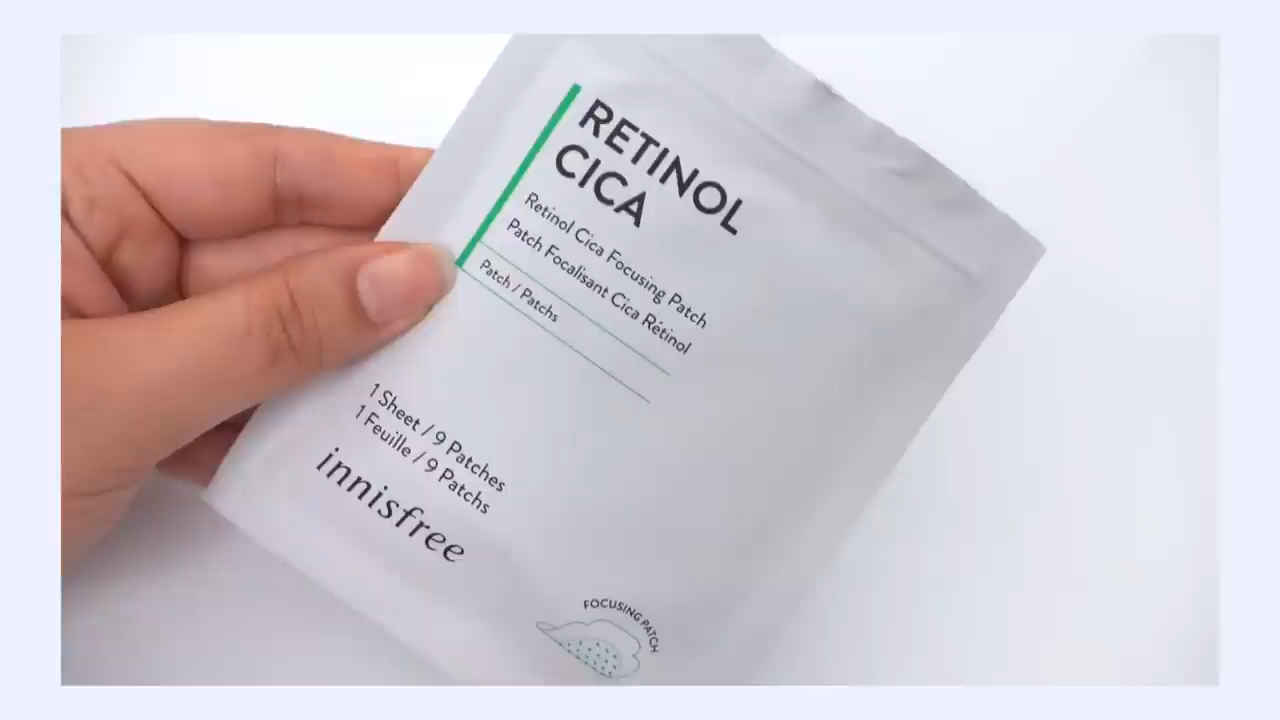 RETINOL
CICA
Retinol Cica Focusing Patch
Patch Focalisant Cica Rétinol
Patch / Patchs
1 Sheet / 9 Patches
1 Feuille / 9 Patchs
innisfree
FOCUSING PATCH